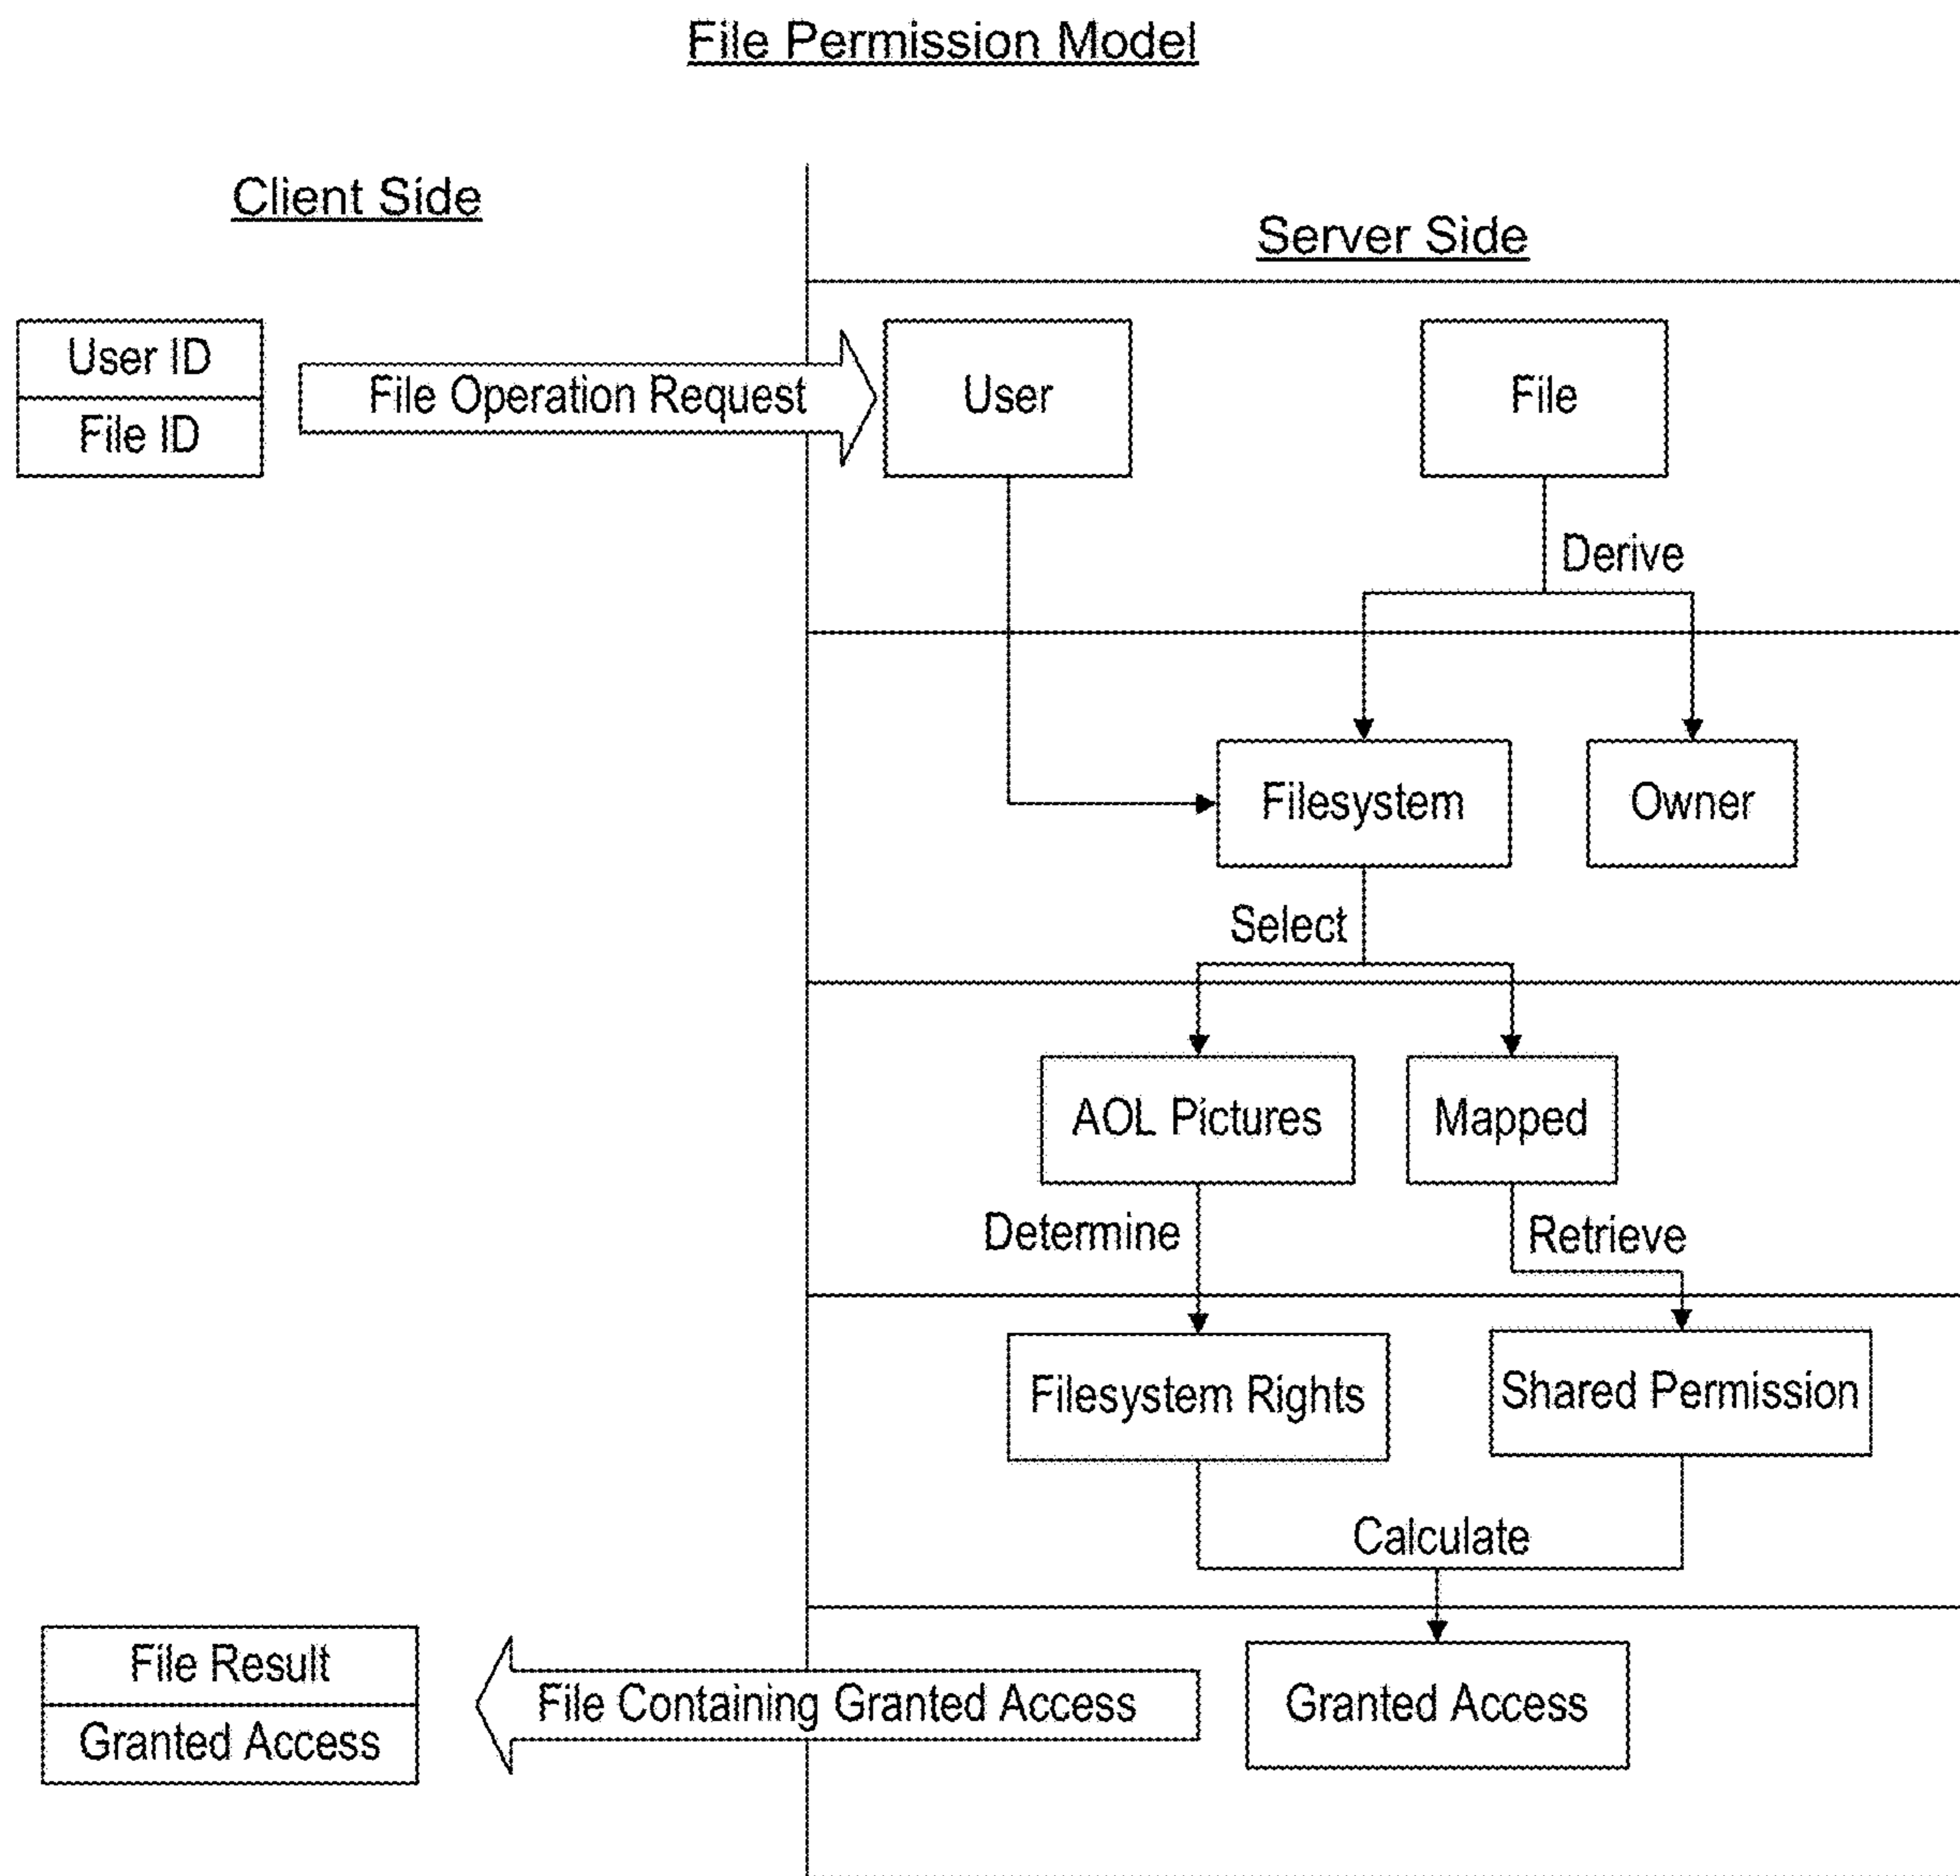 File Permission Model
Client Side
Server Side
User ID
File ID
File Operation Request
User
File
Derive
Filesystem
Owner
Select
AOL Pictures
Mapped
Determine
Retrieve
Filesystem Rights
Shared Permission
Calculate
File Result
Granted Access
File Containing Granted Access
Granted Access